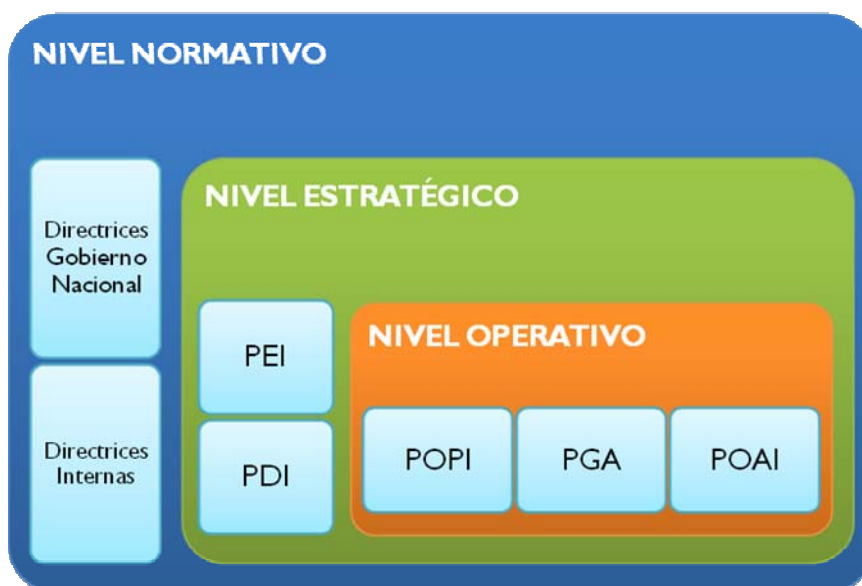 NIVEL NORMATIVO
Directrices
Gobierno
Nacional
Directrices
Internas
NIVEL ESTRATÉGICO
PEI
PDI
NIVEL OPERATIVO
POPI
PGA
POAI